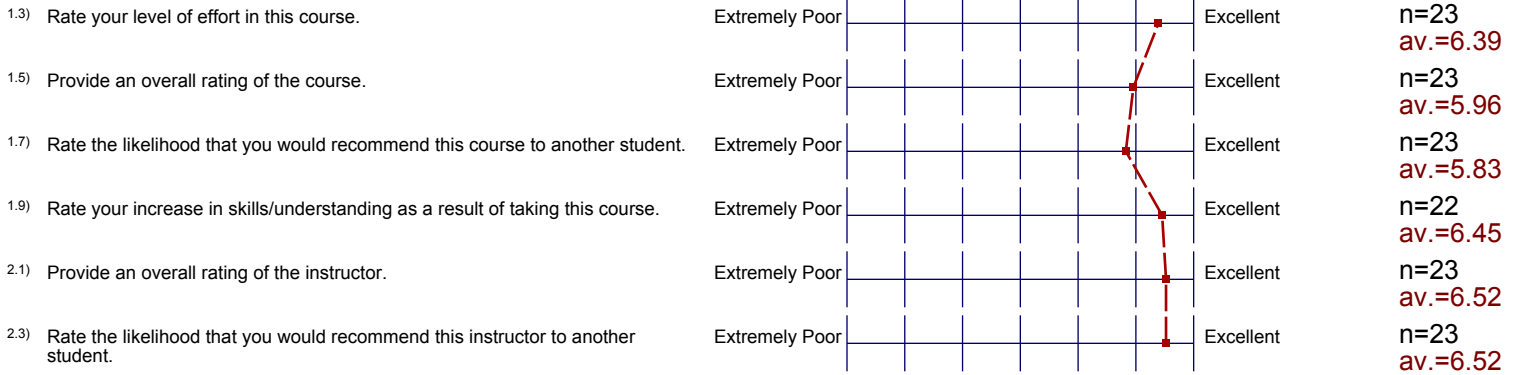 1.3) Rate your level of effort in this course. Extremely Poor Excellent n=23
av.=6.39
1.5) Provide an overall rating of the course. Extremely Poor Excellent n=23
av.=5.96
1.7) Rate the likelihood that you would recommend this course to another student. Extremely Poor Excellent n=23
av.=5.83
1.9) Rate your increase in skills/understanding as a result of taking this course. Extremely Poor Excellent n=22
av.=6.45
2.1) Provide an overall rating of the instructor. Extremely Poor Excellent n=23
av.=6.52
2.3) Rate the likelihood that you would recommend this instructor to another Extremely Poor Excellent n=23
student.
av.=6.52